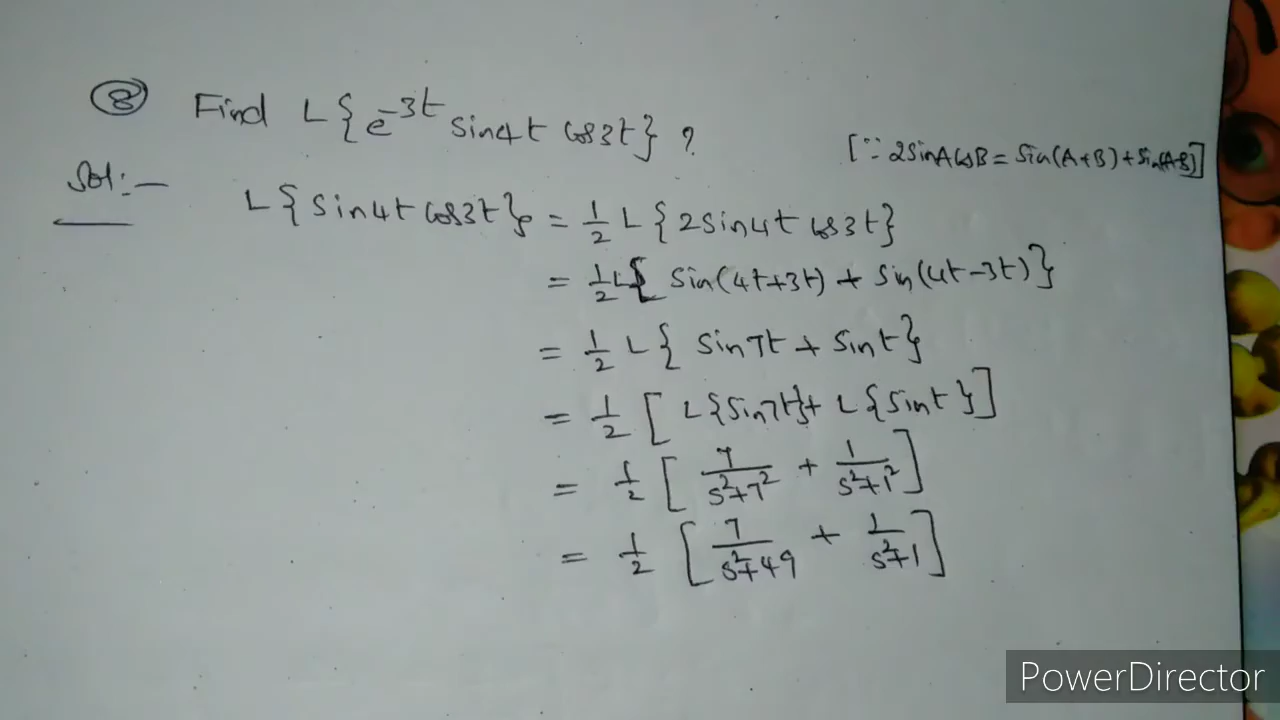 ⑧ Find L{e^-3t sin4t cos3t} ?
[∵ 2SinACosB = Sin(A+B) + Sin(A-B)]
Sol:-
L{Sin4t cos3t} = 1/2 L{2Sin4t cos3t}
= 1/2 L{ Sin(4t+3t) + Sin(4t-3t)}
= 1/2 L{ Sin7t + Sint}
= 1/2 [ L{Sin7t} + L{Sint}]
= 1/2 [ 7/(s²+7²) + 1/(s²+1²) ]
= 1/2 [ 7/(s²+49) + 1/(s²+1) ]
PowerDirector